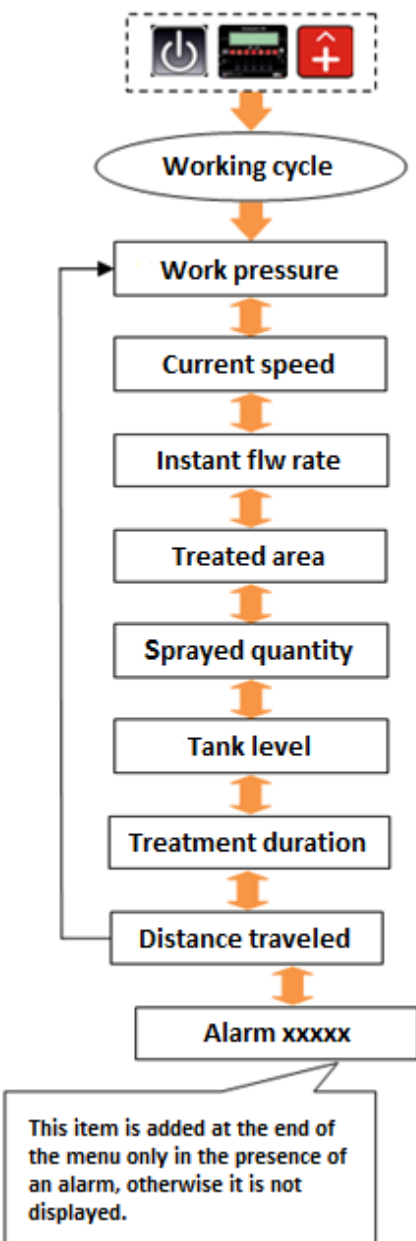 Working cycle
Work pressure
Current speed
Instant flw rate
Treated area
Sprayed quantity
Tank level
Treatment duration
Distance traveled
Alarm xxxxx
This item is added at the end of
the menu only in the presence of
an alarm, otherwise it is not
displayed.